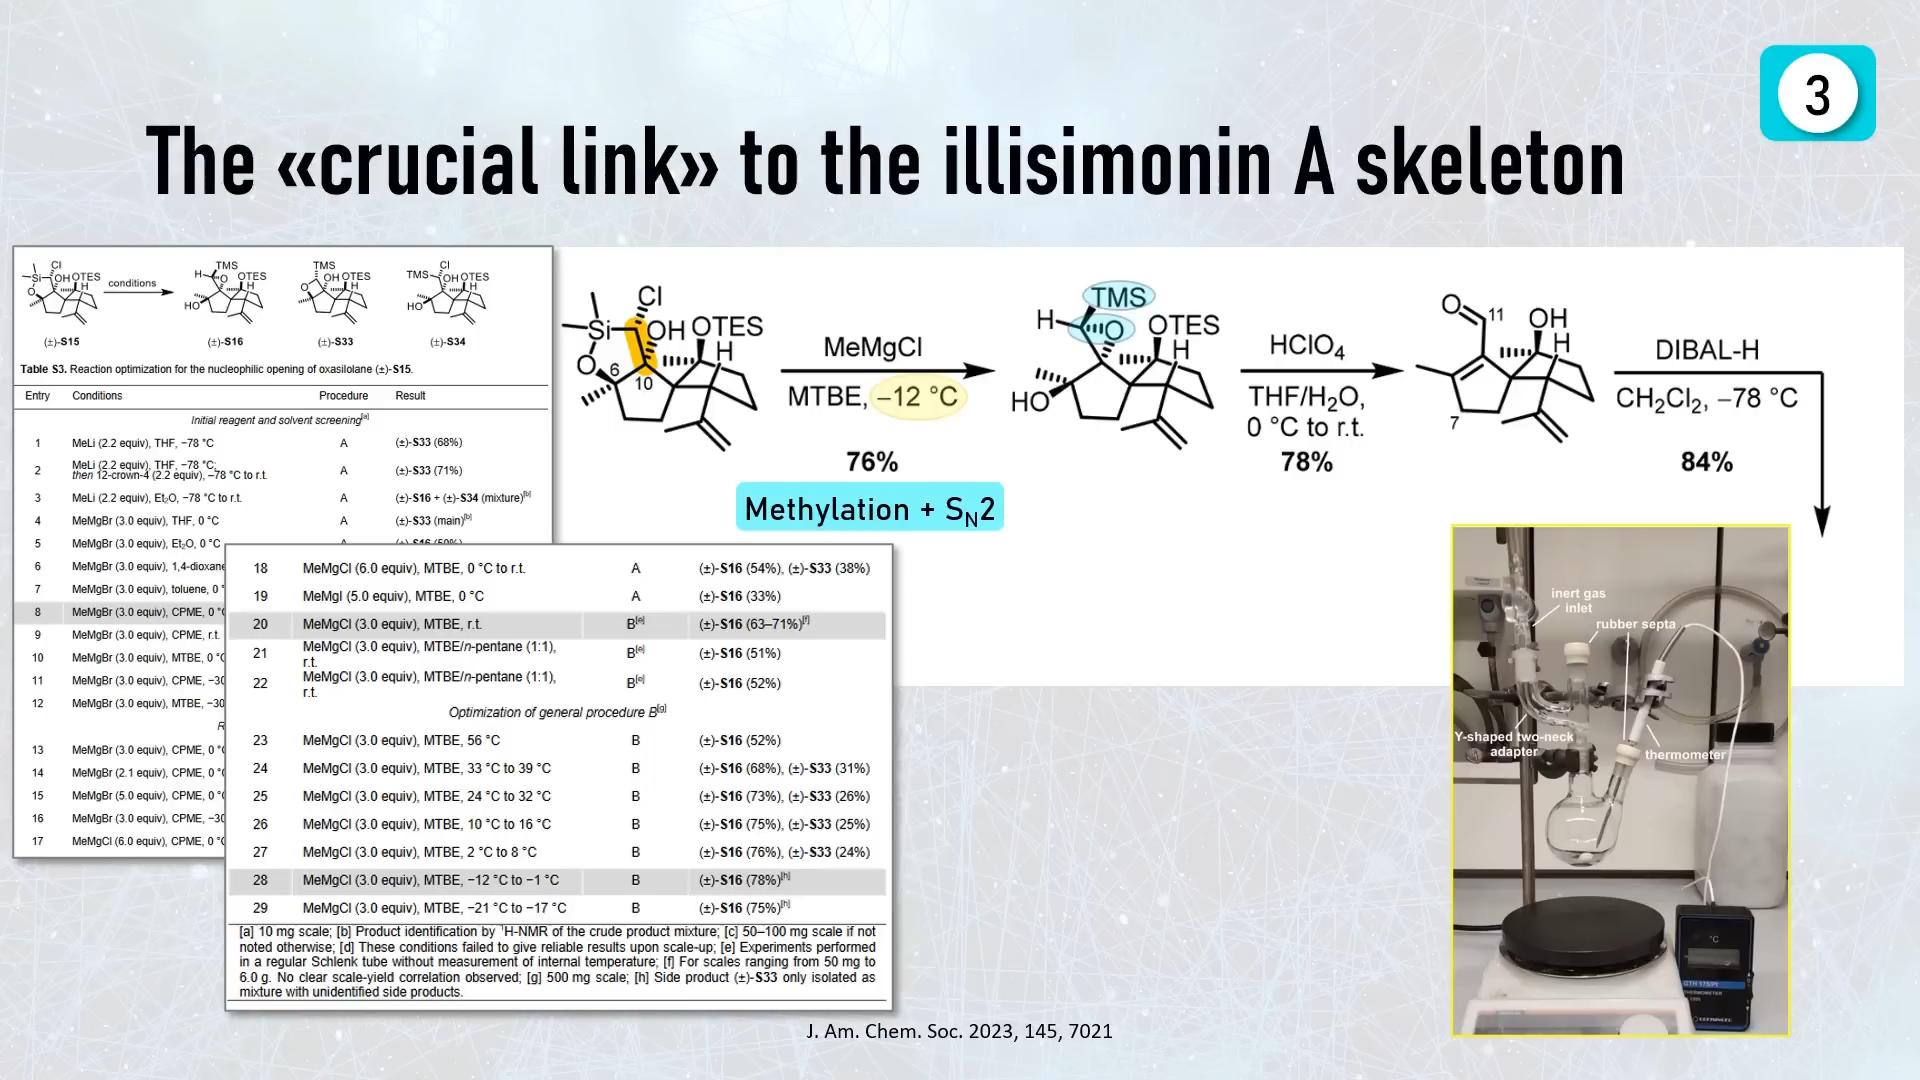 3
The «crucial link» to the illisimonin A skeleton
Cl
Si
OH OTES
H
O
conditions
TMS
H
O
OTES
H
HO
TMS
OH OTES
O
H
Cl
TMS
OH OTES
H
HO
(±)-S15
(±)-S16
(±)-S33
(±)-S34
Table S3. Reaction optimization for the nucleophilic opening of oxasilolane (±)-S15.
Entry Conditions Procedure Result
Initial reagent and solvent screening[a]
1 MeLi (2.2 equiv), THF, −78 °C A (±)-S33 (68%)
2 MeLi (2.2 equiv), THF, −78 °C; then 12-crown-4 (2.2 equiv), −78 °C to r.t. A (±)-S33 (71%)
3 MeLi (2.2 equiv), Et2O, −78 °C to r.t. A (±)-S16 + (±)-S34 (mixture)[b]
4 MeMgBr (3.0 equiv), THF, 0 °C A (±)-S33 (main)[b]
5 MeMgBr (3.0 equiv), Et2O, 0 °C A (±)-S16 (50%)
6 MeMgBr (3.0 equiv), 1,4-dioxane
7 MeMgBr (3.0 equiv), toluene, 0 °
8 MeMgBr (3.0 equiv), CPME, 0 °C
9 MeMgBr (3.0 equiv), CPME, r.t.
10 MeMgBr (3.0 equiv), MTBE, 0 °C
11 MeMgBr (3.0 equiv), CPME, −30
12 MeMgBr (3.0 equiv), MTBE, −30
R
13 MeMgBr (3.0 equiv), CPME, 0 °C
14 MeMgBr (2.1 equiv), CPME, 0 °C
15 MeMgBr (5.0 equiv), CPME, 0 °C
16 MeMgBr (3.0 equiv), CPME, −30
17 MeMgCl (6.0 equiv), CPME, 0 °C
18 MeMgCl (6.0 equiv), MTBE, 0 °C to r.t. A (±)-S16 (54%), (±)-S33 (38%)
19 MeMgI (5.0 equiv), MTBE, 0 °C A (±)-S16 (33%)
20 MeMgCl (3.0 equiv), MTBE, r.t. B[e] (±)-S16 (63–71%)[f]
21 MeMgCl (3.0 equiv), MTBE/n-pentane (1:1), r.t. B[e] (±)-S16 (51%)
22 MeMgCl (3.0 equiv), MTBE/n-pentane (1:1), r.t. B[e] (±)-S16 (52%)
Optimization of general procedure B[g]
23 MeMgCl (3.0 equiv), MTBE, 56 °C B (±)-S16 (52%)
24 MeMgCl (3.0 equiv), MTBE, 33 °C to 39 °C B (±)-S16 (68%), (±)-S33 (31%)
25 MeMgCl (3.0 equiv), MTBE, 24 °C to 32 °C B (±)-S16 (73%), (±)-S33 (26%)
26 MeMgCl (3.0 equiv), MTBE, 10 °C to 16 °C B (±)-S16 (75%), (±)-S33 (25%)
27 MeMgCl (3.0 equiv), MTBE, 2 °C to 8 °C B (±)-S16 (76%), (±)-S33 (24%)
28 MeMgCl (3.0 equiv), MTBE, −12 °C to −1 °C B (±)-S16 (78%)[h]
29 MeMgCl (3.0 equiv), MTBE, −21 °C to −17 °C B (±)-S16 (75%)[h]
[a] 10 mg scale; [b] Product identification by 1H-NMR of the crude product mixture; [c] 50–100 mg scale if not
noted otherwise; [d] These conditions failed to give reliable results upon scale-up; [e] Experiments performed
in a regular Schlenk tube without measurement of internal temperature; [f] For scales ranging from 50 mg to
6.0 g. No clear scale-yield correlation observed; [g] 500 mg scale; [h] Side product (±)-S33 only isolated as
mixture with unidentified side products.
Cl
Si
OH OTES
H
O
6
10
MeMgCl
MTBE, −12 °C
76%
Methylation + SN2
TMS
H
O
OTES
H
HO
HClO4
THF/H2O,
0 °C to r.t.
78%
O
11
OH
H
7
DIBAL-H
CH2Cl2, −78 °C
84%
inert gas
inlet
rubber septa
Y-shaped two-neck
adapter
thermometer
°C
GREISINGER
J. Am. Chem. Soc. 2023, 145, 7021